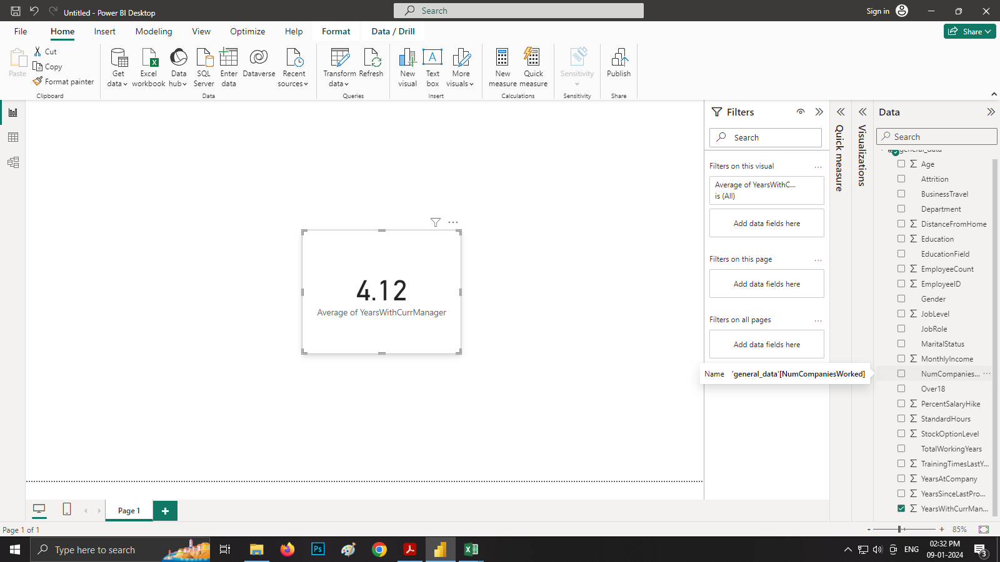 Untitled - Power BI Desktop
Search
Sign in
File
Home
Insert
Modeling
View
Optimize
Help
Format
Data / Drill
Share
Paste
Cut
Copy
Format painter
Clipboard
Get data
Excel workbook
Data hub
SQL Server
Enter data
Dataverse
Recent sources
Data
Transform data
Refresh
Queries
New visual
Text box
More visuals
Insert
New measure
Quick measure
Calculations
Sensitivity
Sensitivity
Publish
Share
4.12
Average of YearsWithCurrManager
Filters
Search
Filters on this visual
Average of YearsWithC...
is (All)
Add data fields here
Filters on this page
Add data fields here
Filters on all pages
Add data fields here
Name 'general_data'[NumCompaniesWorked]
Quick measure
Visualizations
Data
Search
general_data
Age
Attrition
BusinessTravel
Department
DistanceFromHome
Education
EducationField
EmployeeCount
EmployeeID
Gender
JobLevel
JobRole
MaritalStatus
MonthlyIncome
NumCompanies...
Over18
PercentSalaryHike
StandardHours
StockOptionLevel
TotalWorkingYears
TrainingTimesLastY...
YearsAtCompany
YearsSinceLastPro...
YearsWithCurrMan...
Page 1
Page 1 of 1
- + 85%
Type here to search
Ps
ENG
02:32 PM
09-01-2024
3